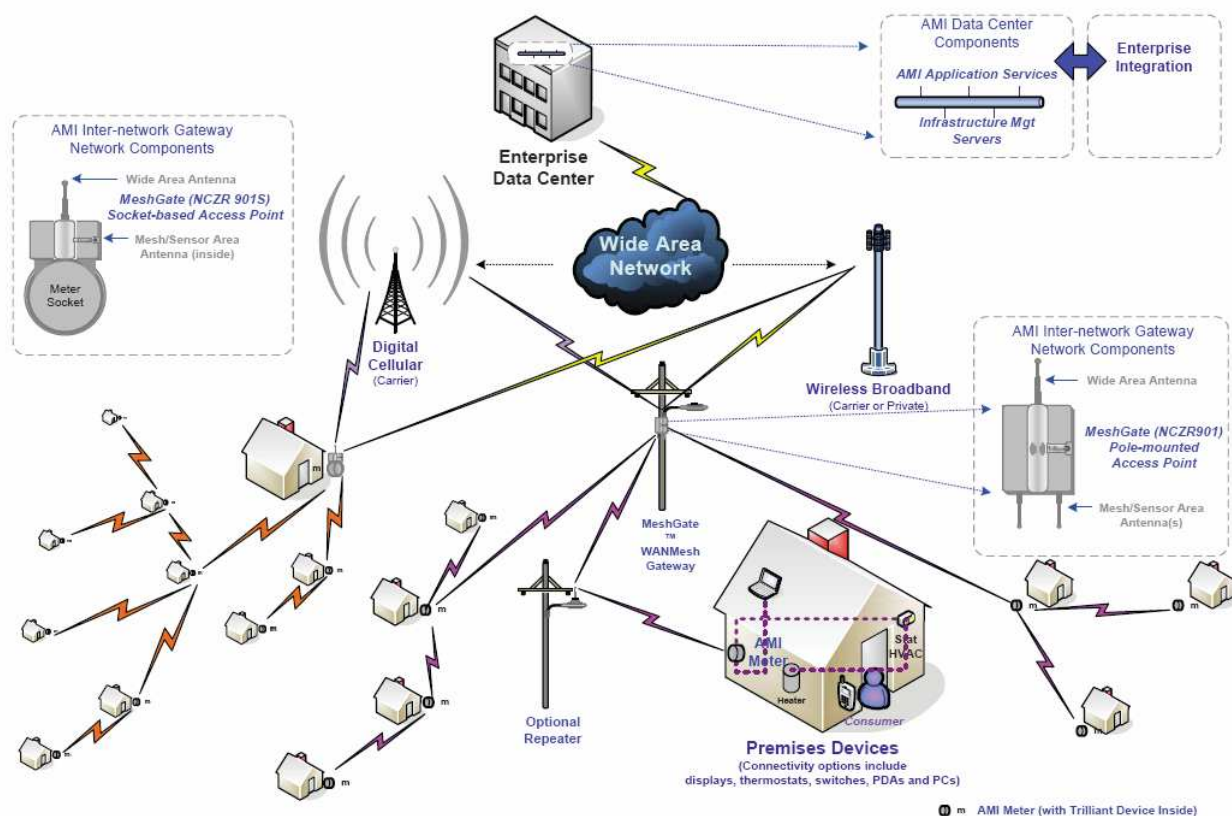 AMI Data Center
Components
AMI Application Services
Infrastructure Mgt
Servers
Enterprise
Integration
Enterprise
Data Center
AMI Inter-network Gateway
Network Components
Wide Area Antenna
MeshGate (NCZR 901S)
Socket-based Access Point
Mesh/Sensor Area
Antenna (inside)
Meter
Socket
Wide Area
Network
Digital
Cellular
(Carrier)
Wireless Broadband
(Carrier or Private)
AMI Inter-network Gateway
Network Components
Wide Area Antenna
MeshGate (NCZR901)
Pole-mounted
Access Point
Mesh/Sensor Area
Antenna(s)
m
m
m
m
m
m
m
m
m
m
m
m
m
m
MeshGate
™
WANMesh
Gateway
Optional
Repeater
AMI
Meter
Stat
HVAC
Heater
Consumer
Premises Devices
(Connectivity options include
displays, thermostats, switches, PDAs and PCs)
m AMI Meter (with Trilliant Device Inside)